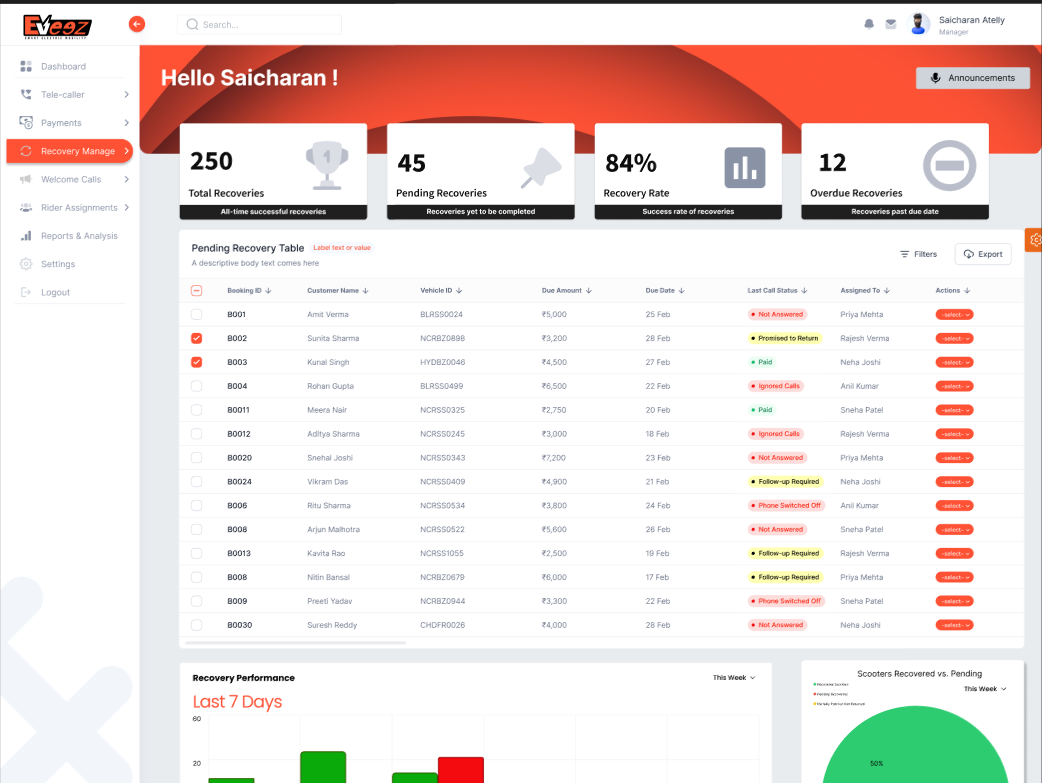 EVeez
SMART ELECTRIC MOBILITY
Search...
Saicharan Atelly
Manager
Dashboard
Tele-caller
Payments
Recovery Manage
Welcome Calls
Rider Assignments
Reports & Analysis
Settings
Logout
Hello Saicharan !
Announcements
250
1
Total Recoveries
All-time successful recoveries
45
Pending Recoveries
Recoveries yet to be completed
84%
Recovery Rate
Success rate of recoveries
12
Overdue Recoveries
Recoveries past due date
Pending Recovery Table Label text or value
A descriptive body text comes here
Filters
Export
Booking ID Customer Name Vehicle ID Due Amount Due Date Last Call Status Assigned To Actions
B001 Amit Verma BLRSS0024 ₹5,000 25 Feb Not Answered Priya Mehta -select-
B002 Sunita Sharma NCRBZ0898 ₹3,200 28 Feb Promised to Return Rajesh Verma -select-
B003 Kunal Singh HYDBZ0046 ₹4,500 27 Feb Paid Neha Joshi -select-
B004 Rohan Gupta BLRSS0499 ₹6,500 22 Feb Ignored Calls Anil Kumar -select-
B0011 Meera Nair NCRSS0325 ₹2,750 20 Feb Paid Sneha Patel -select-
B0012 Aditya Sharma NCRSS0245 ₹3,000 18 Feb Ignored Calls Rajesh Verma -select-
B0020 Snehal Joshi NCRSS0343 ₹7,200 23 Feb Not Answered Priya Mehta -select-
B0024 Vikram Das NCRSS0409 ₹4,900 21 Feb Follow-up Required Neha Joshi -select-
B006 Ritu Sharma NCRSS0534 ₹3,800 24 Feb Phone Switched Off Anil Kumar -select-
B008 Arjun Malhotra NCRSS0522 ₹5,600 26 Feb Not Answered Sneha Patel -select-
B0013 Kavita Rao NCRSS1055 ₹2,500 19 Feb Follow-up Required Rajesh Verma -select-
B008 Nitin Bansal NCRBZ0679 ₹6,000 17 Feb Follow-up Required Priya Mehta -select-
B009 Preeti Yadav NCRBZ0944 ₹3,300 22 Feb Phone Switched Off Sneha Patel -select-
B0030 Suresh Reddy CHDFR0026 ₹4,000 28 Feb Not Answered Neha Joshi -select-
Recovery Performance
This Week
Last 7 Days
60
20
Scooters Recovered vs. Pending
Recovered Scooters
Pending Recoveries
This Week
50%